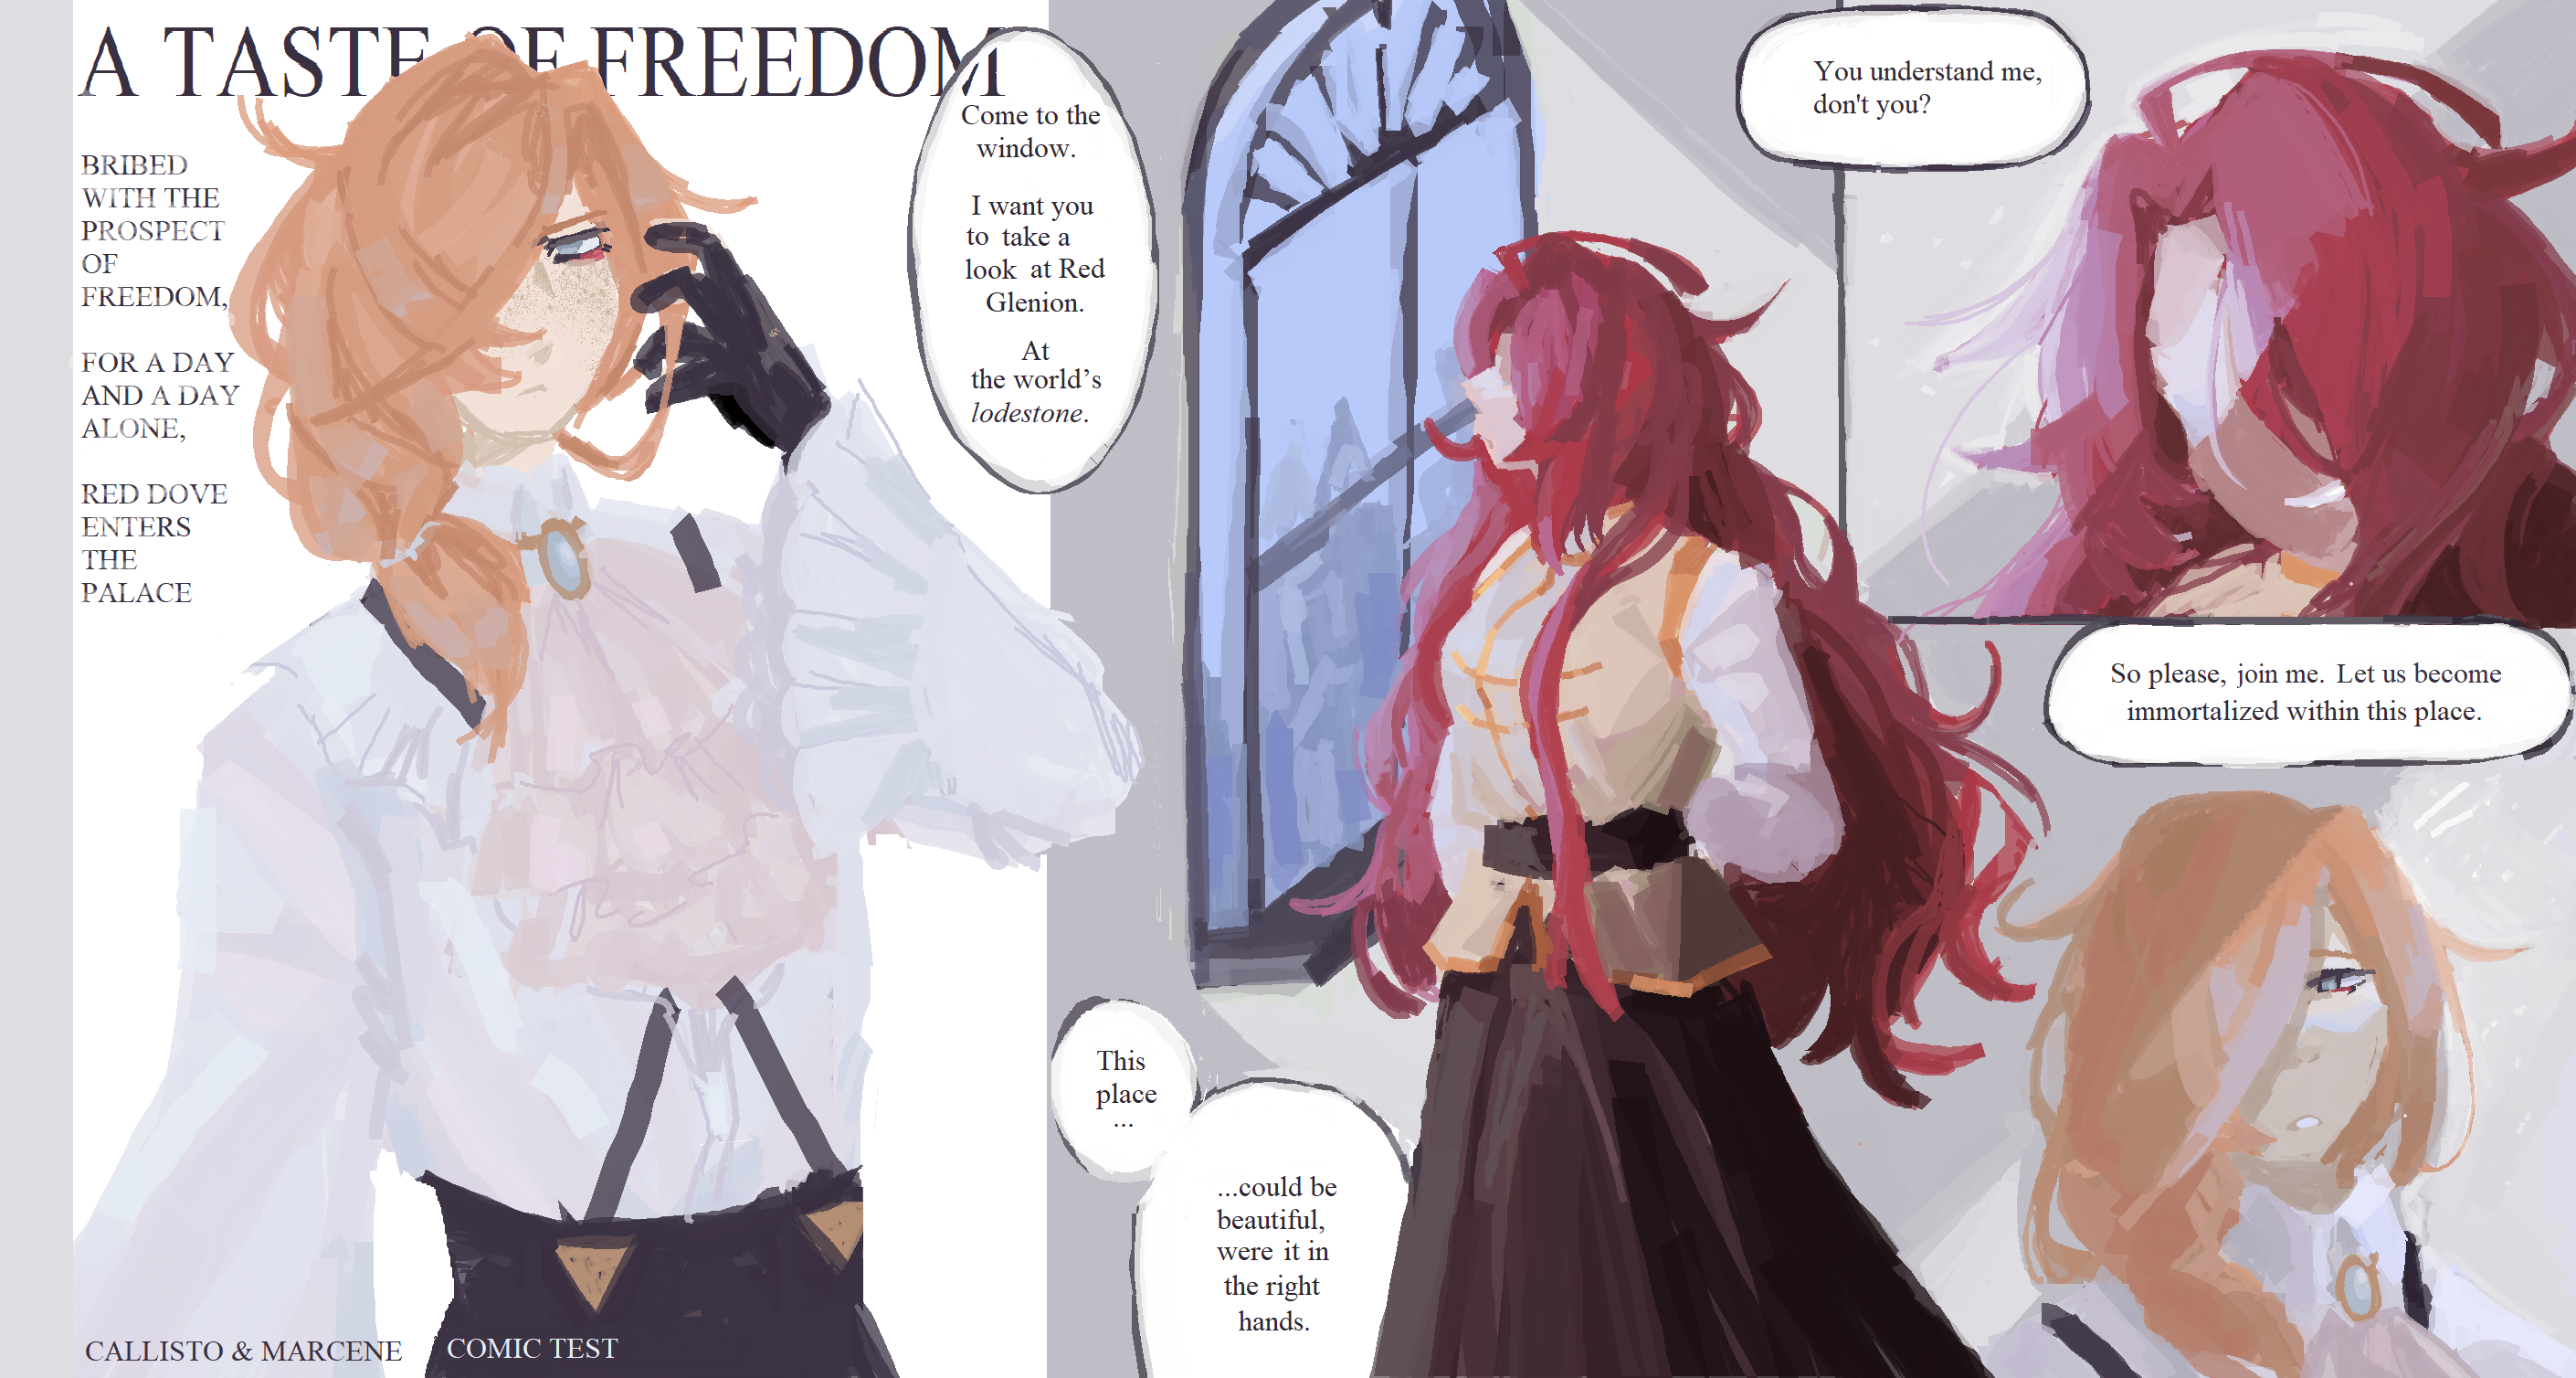 A TASTE OF FREEDOM
BRIBED
WITH THE
PROSPECT
OF
FREEDOM,
FOR A DAY
AND A DAY
ALONE,
RED DOVE
ENTERS
THE
PALACE
CALLISTO & MARCENE
COMIC TEST
Come to the
window.
I want you
to take a
look at Red
Glenion.
At
the world’s
lodestone.
This
place
...
...could be
beautiful,
were it in
the right
hands.
You understand me,
don't you?
So please, join me. Let us become
immortalized within this place.